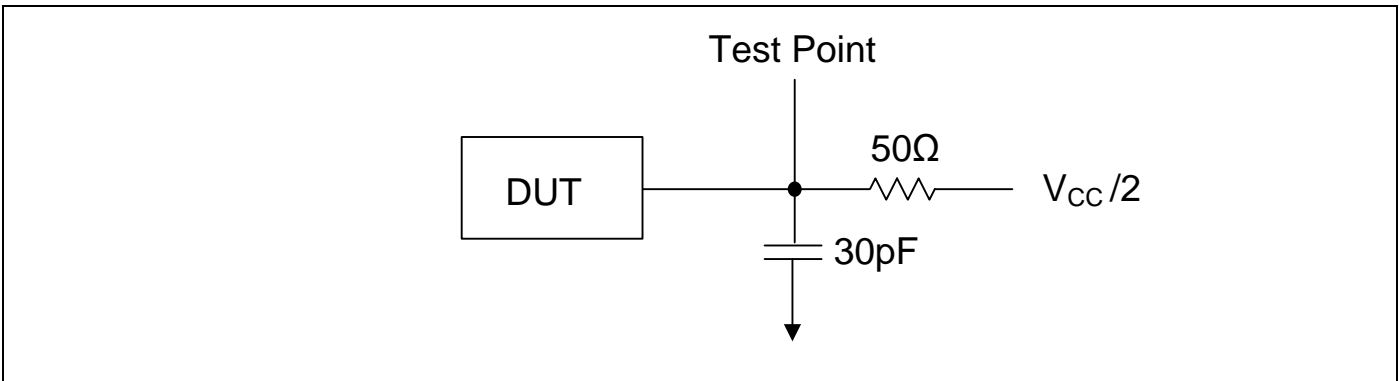 Test Point
50Ω
DUT
V_CC /2
30pF